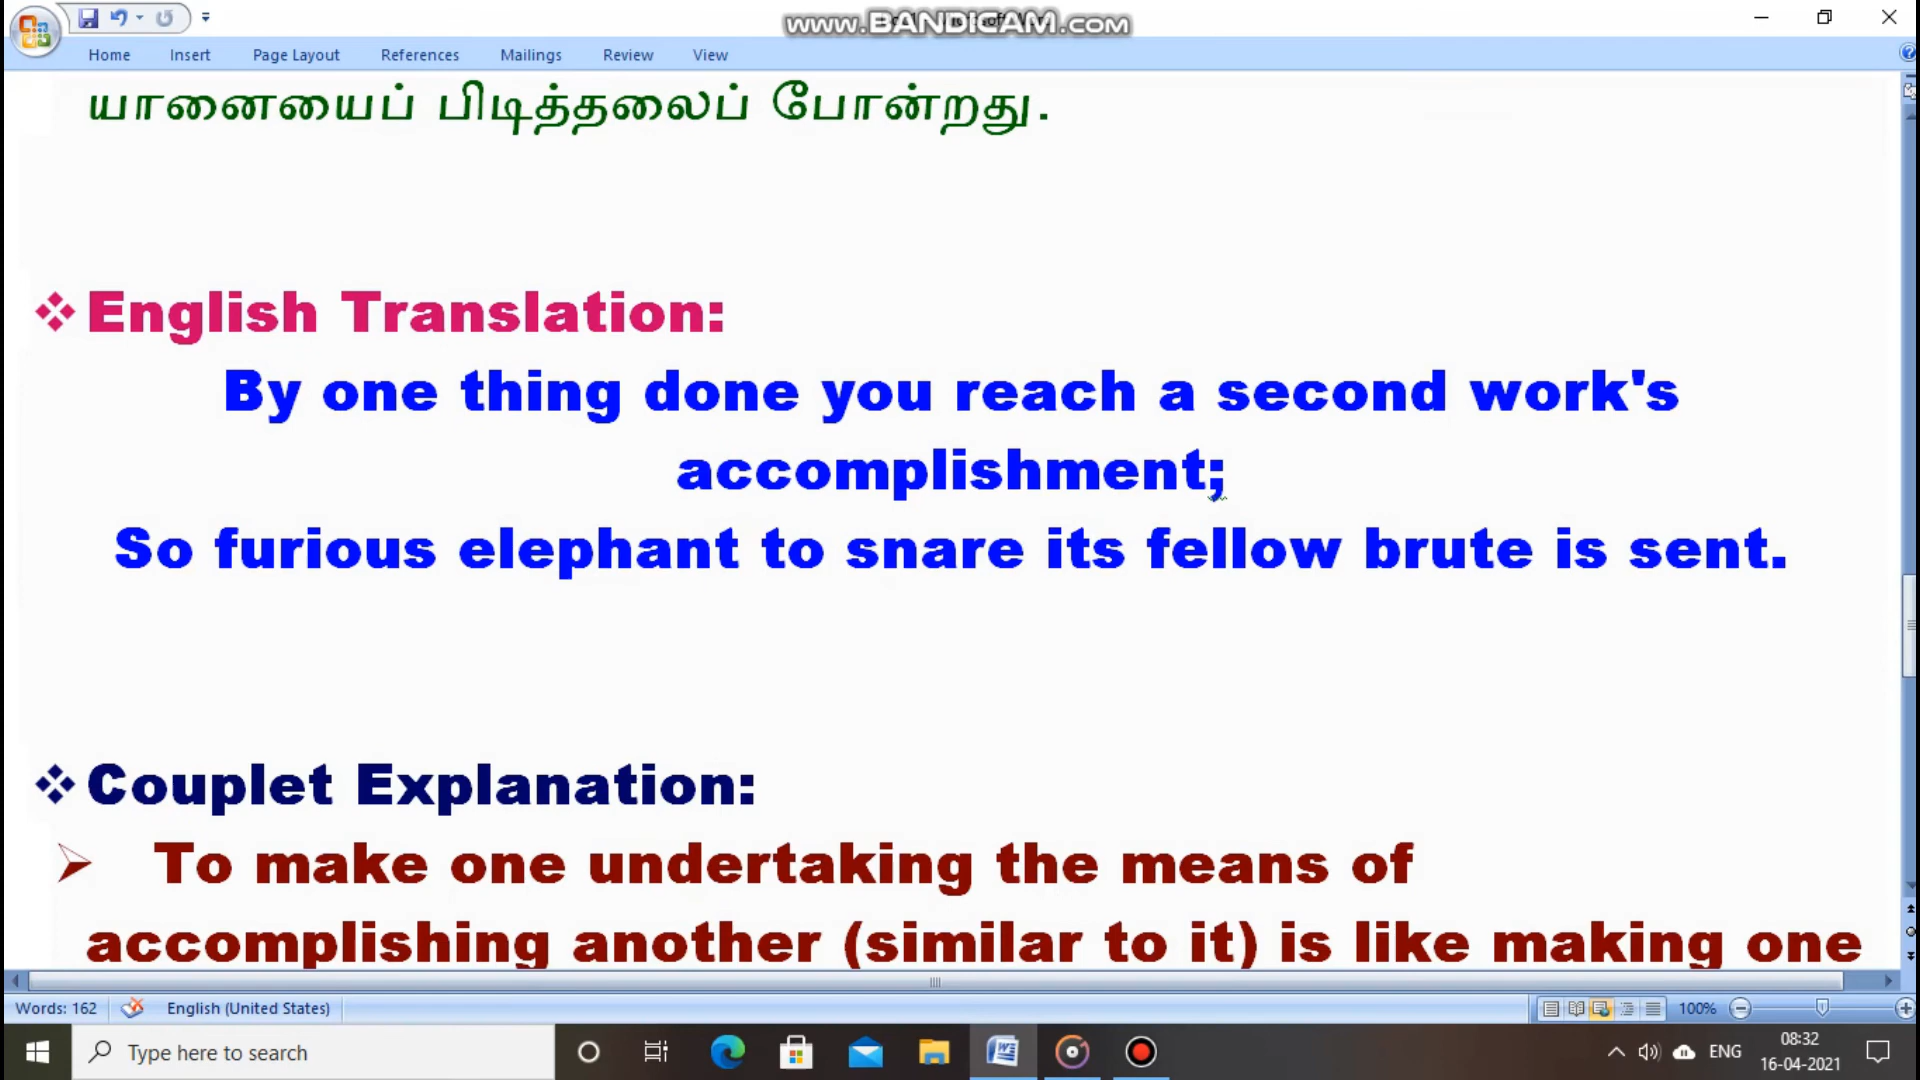 www.BANDICAM.com
Home Insert Page Layout References Mailings Review View
யானையைப் பிடித்தலைப் போன்றது.
English Translation:
By one thing done you reach a second work's
accomplishment;
So furious elephant to snare its fellow brute is sent.
Couplet Explanation:
To make one undertaking the means of
accomplishing another (similar to it) is like making one
Words: 162 English (United States) 100%
Type here to search
ENG
08:32
16-04-2021